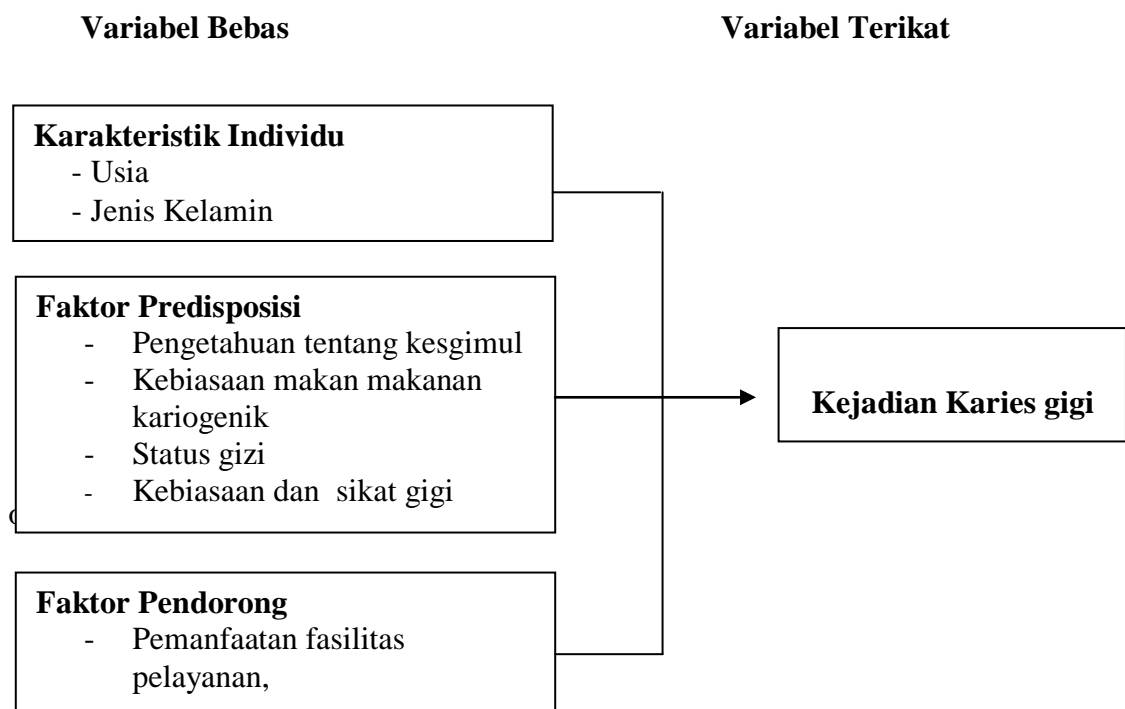 Variabel Bebas Variabel Terikat
Karakteristik Individu
- Usia
- Jenis Kelamin
Faktor Predisposisi
- Pengetahuan tentang kesgimul
- Kebiasaan makan makanan
kariogenik
- Status gizi
- Kebiasaan dan sikat gigi
Kejadian Karies gigi
Faktor Pendorong
- Pemanfaatan fasilitas
pelayanan,